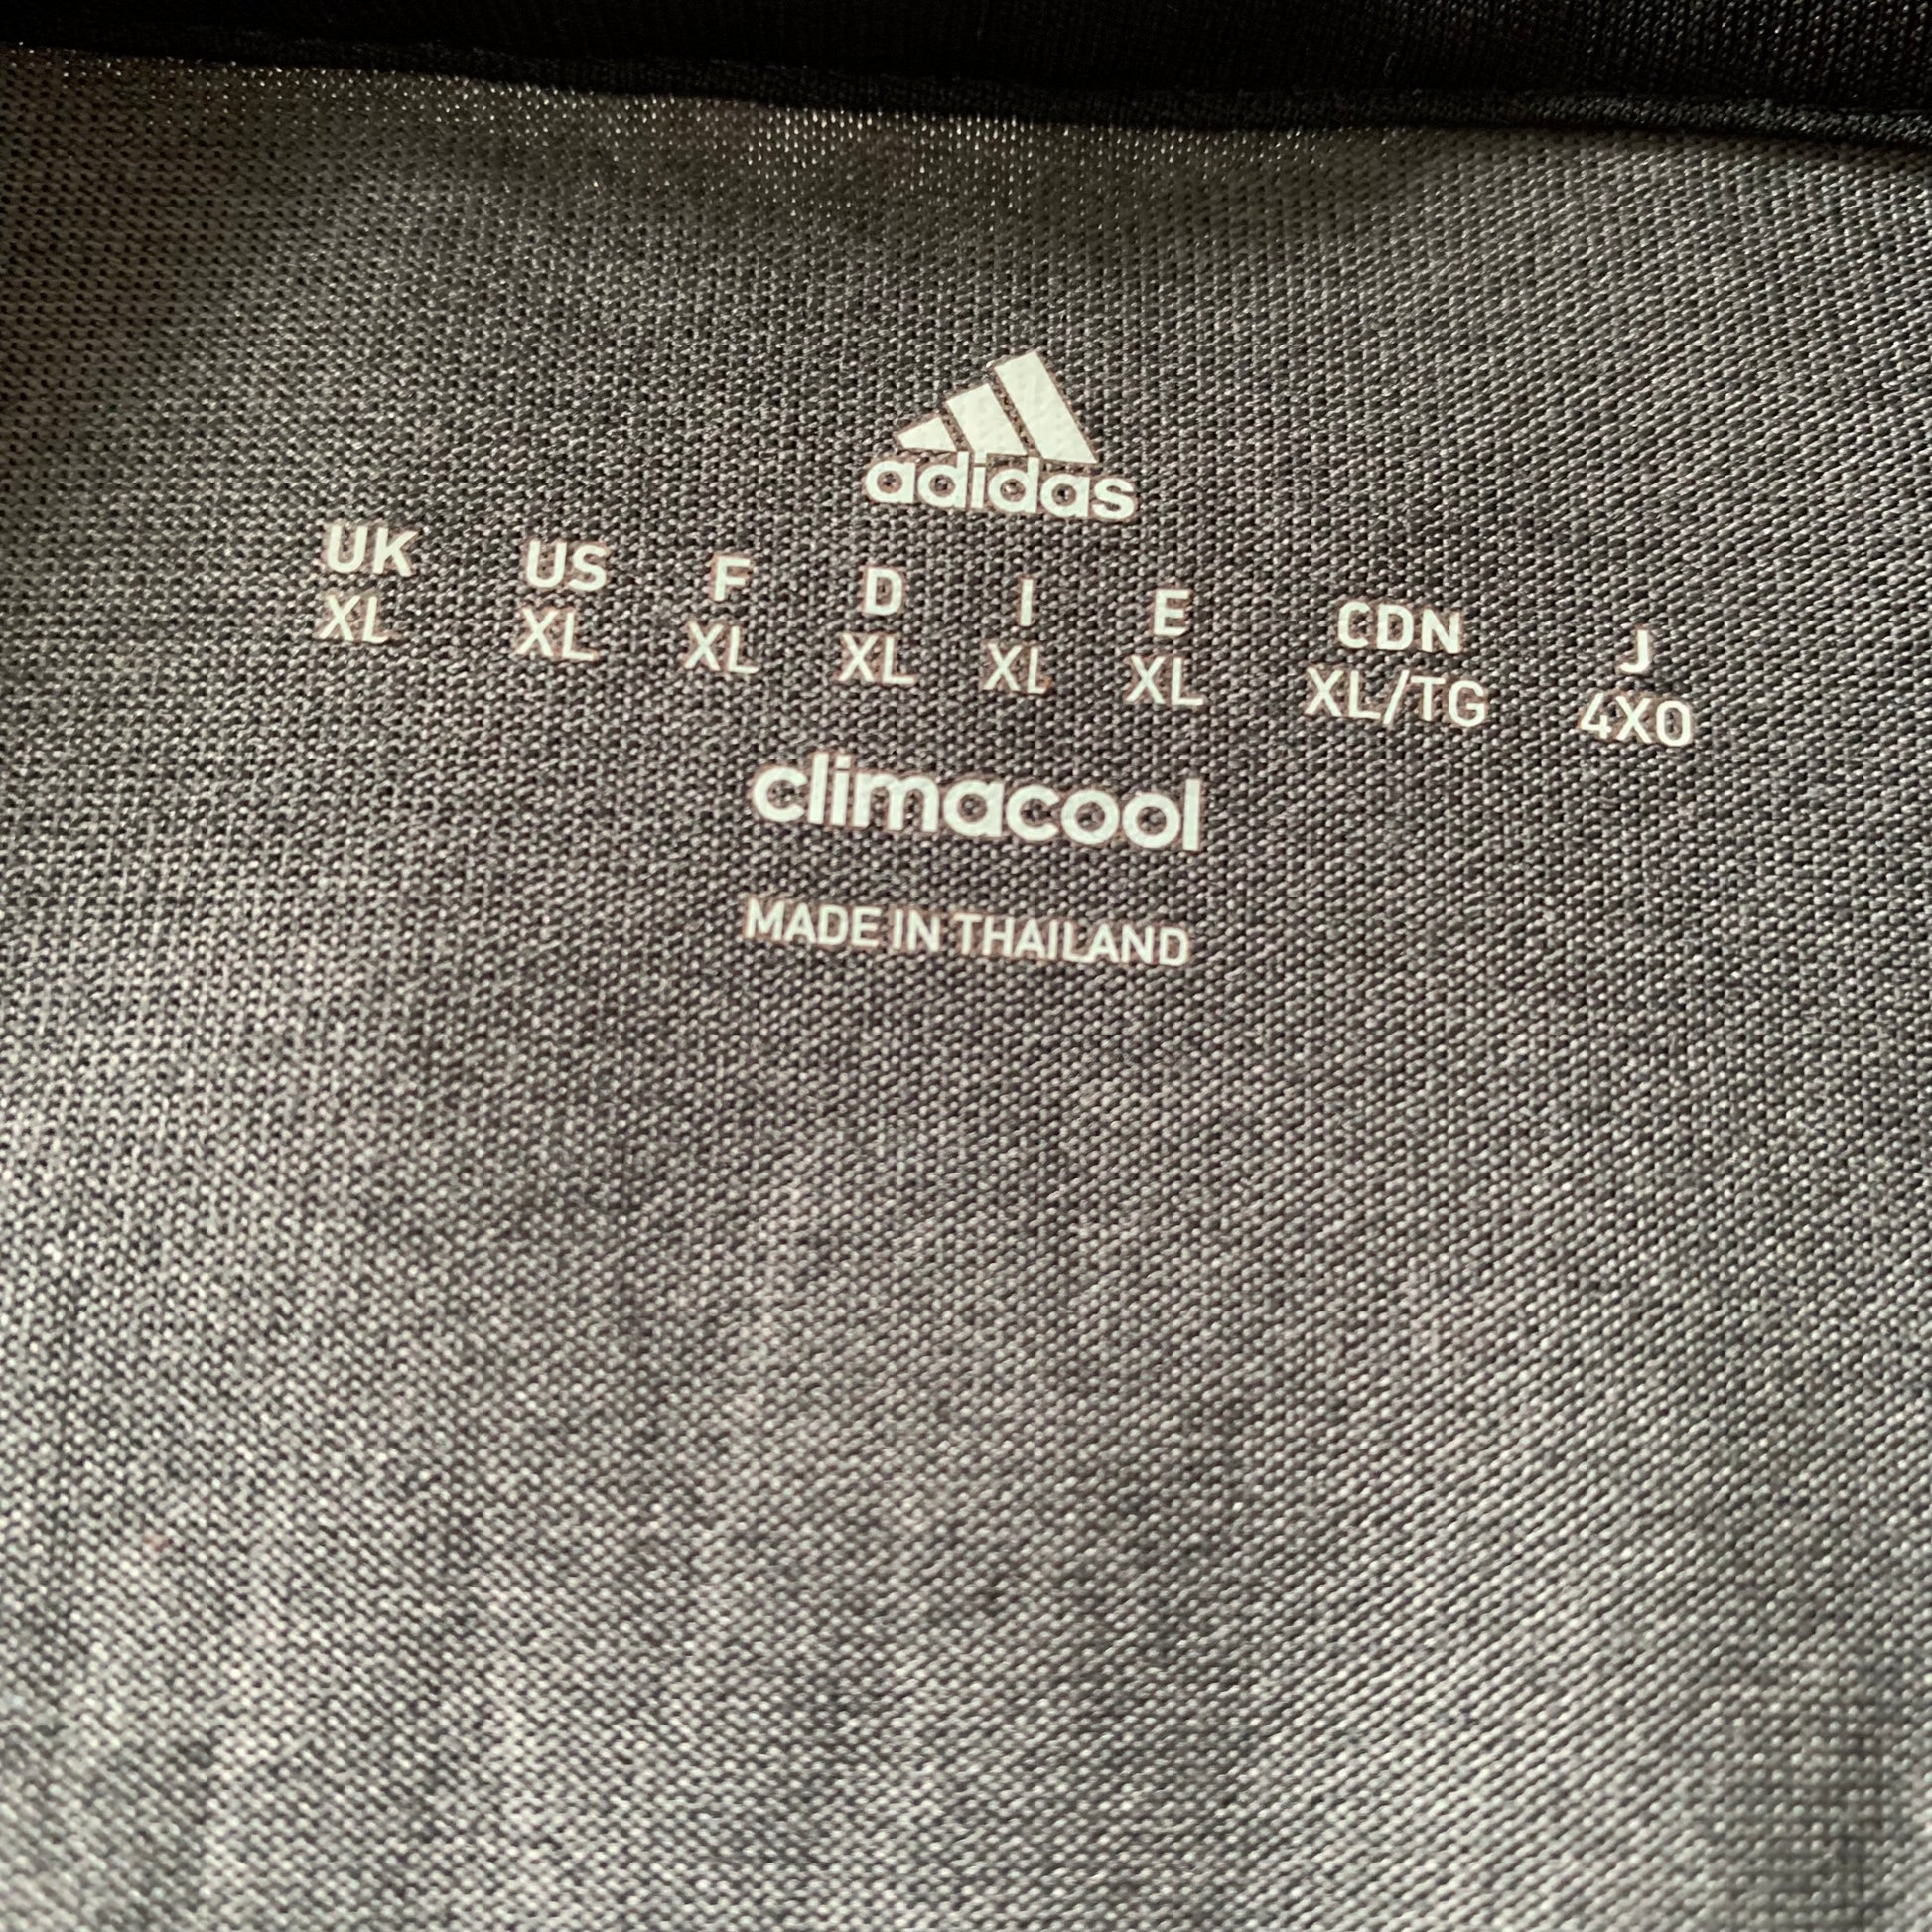 adidas
UK US F D I E CDN J
XL XL XL XL XL XL XL/TG 4XO
climacool
MADE IN THAILAND